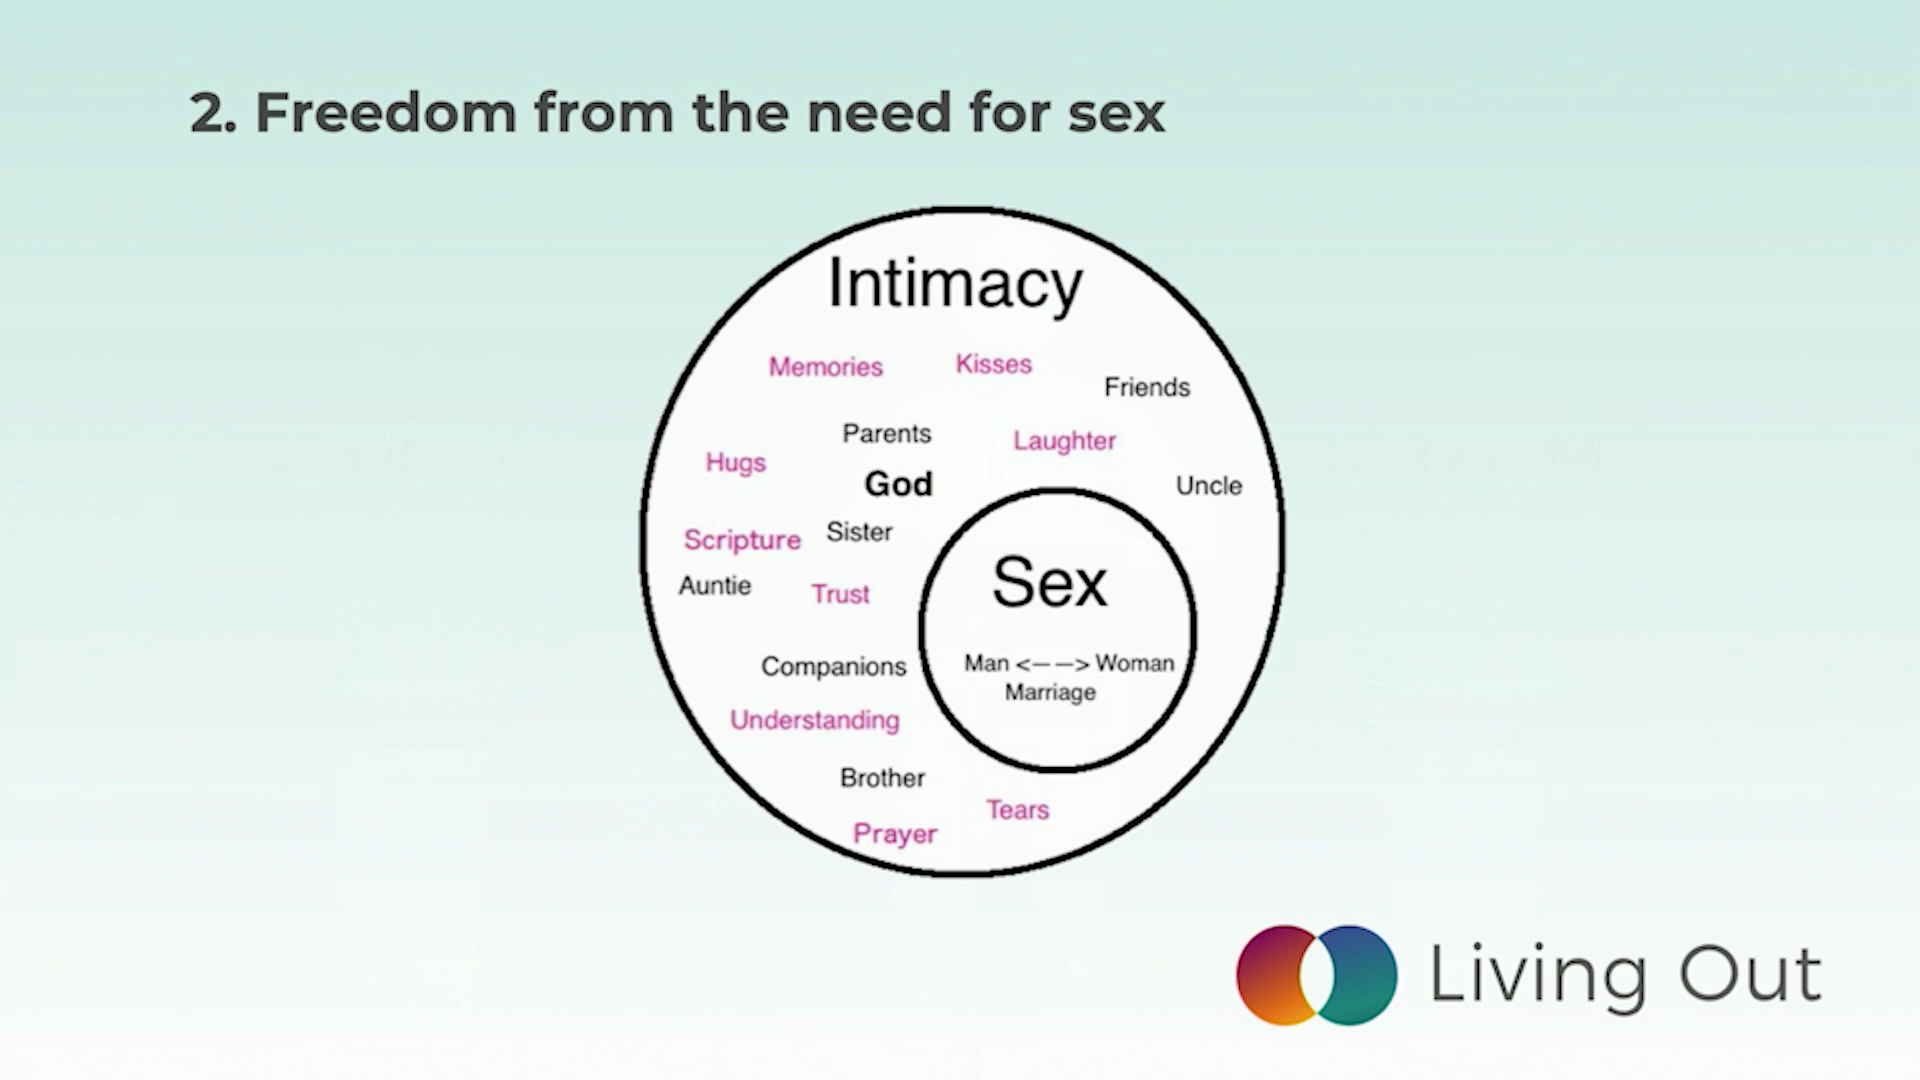 2. Freedom from the need for sex
Intimacy
Memories
Kisses
Friends
Parents
Laughter
Hugs
God
Uncle
Scripture
Sister
Auntie
Trust
Sex
Man <– –> Woman
Marriage
Companions
Understanding
Brother
Tears
Prayer
Living Out